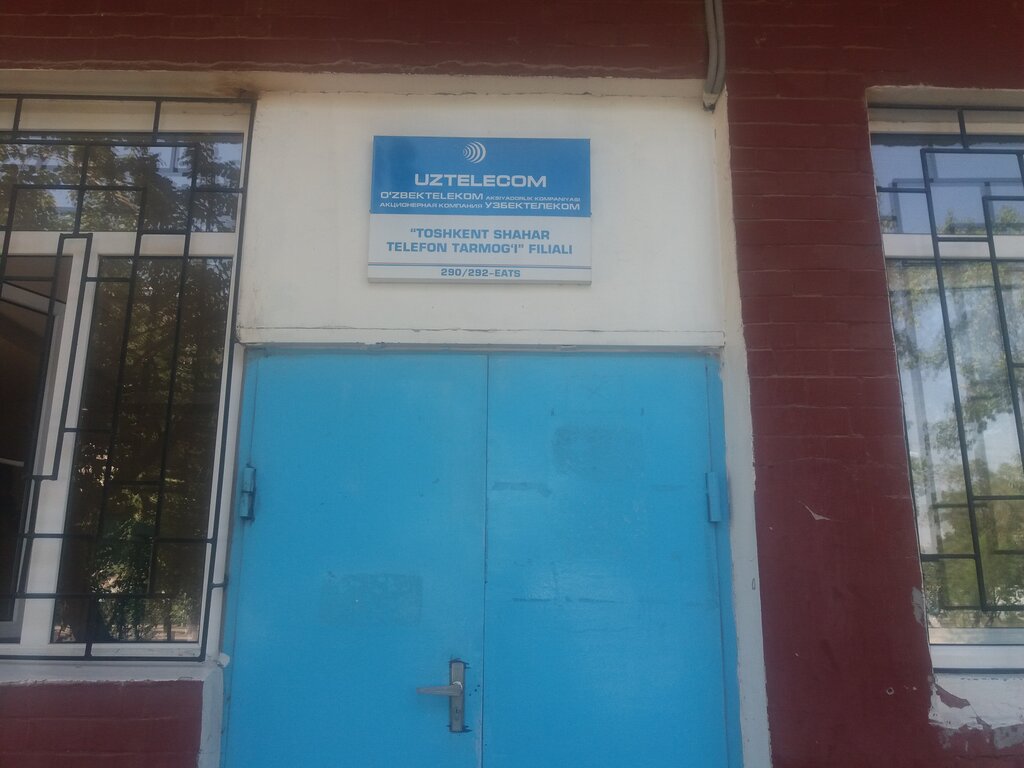 UZTELECOM
O'ZBEKTELEKOM AKSIYADORLIK KOMPANIYASI
АКЦИОНЕРНАЯ КОМПАНИЯ УЗБЕКТЕЛЕКОМ
"TOSHKENT SHAHAR
TELEFON TARMOG'I" FILIALI
290/292-EATS